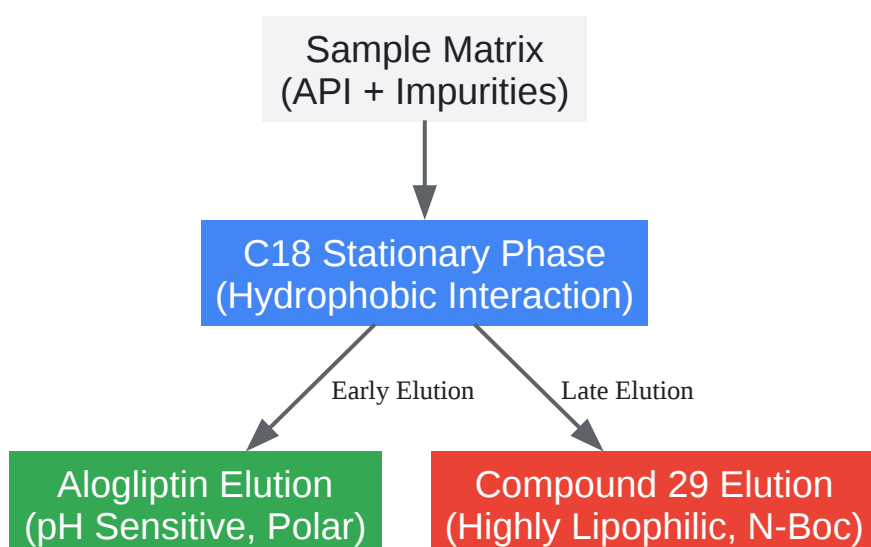 Sample Matrix
(API + Impurities)
C18 Stationary Phase
(Hydrophobic Interaction)
Early Elution
Late Elution
Alogliptin Elution
(pH Sensitive, Polar)
Compound 29 Elution
(Highly Lipophilic, N-Boc)